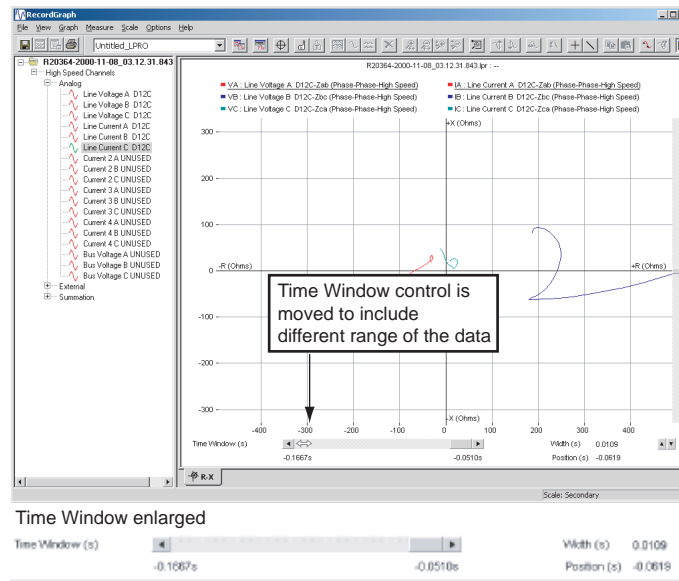 RecordGraph
File View Graph Measure Scale Options Help
Untitled_LPRO
R20364-2000-11-08_03.12.31.843
High Speed Channels
Analog
Line Voltage A D12C
Line Voltage B D12C
Line Voltage C D12C
Line Current A D12C
Line Current B D12C
Line Current C D12C
Current 2 A UNUSED
Current 2 B UNUSED
Current 2 C UNUSED
Current 3 A UNUSED
Current 3 B UNUSED
Current 3 C UNUSED
Current 4 A UNUSED
Current 4 B UNUSED
Current 4 C UNUSED
Bus Voltage A UNUSED
Bus Voltage B UNUSED
Bus Voltage C UNUSED
External
Summation
R20364-2000-11-08_03.12.31.843.lpr : --
VA : Line Voltage A D12C-Zab (Phase-Phase-High Speed) IA : Line Current A D12C-Zab (Phase-Phase-High Speed)
VB : Line Voltage B D12C-Zbc (Phase-Phase-High Speed) IB : Line Current B D12C-Zbc (Phase-Phase-High Speed)
VC : Line Voltage C D12C-Zca (Phase-Phase-High Speed) IC : Line Current C D12C-Zca (Phase-Phase-High Speed)
+X (Ohms)
300
200
100
-R (Ohms) +R (Ohms)
0
Time Window control is
moved to include
different range of the data
-100
-200
-300
-X (Ohms)
-400 -300 -200 -100 0 100 200 300 400
Time Window (s) Width (s) 0.0109
-0.1667s -0.0510s Position (s) -0.0619
R-X
Scale: Secondary
Time Window enlarged
Time Window (s) Width (s) 0.0109
-0.1667s -0.0510s Position (s) -0.0619